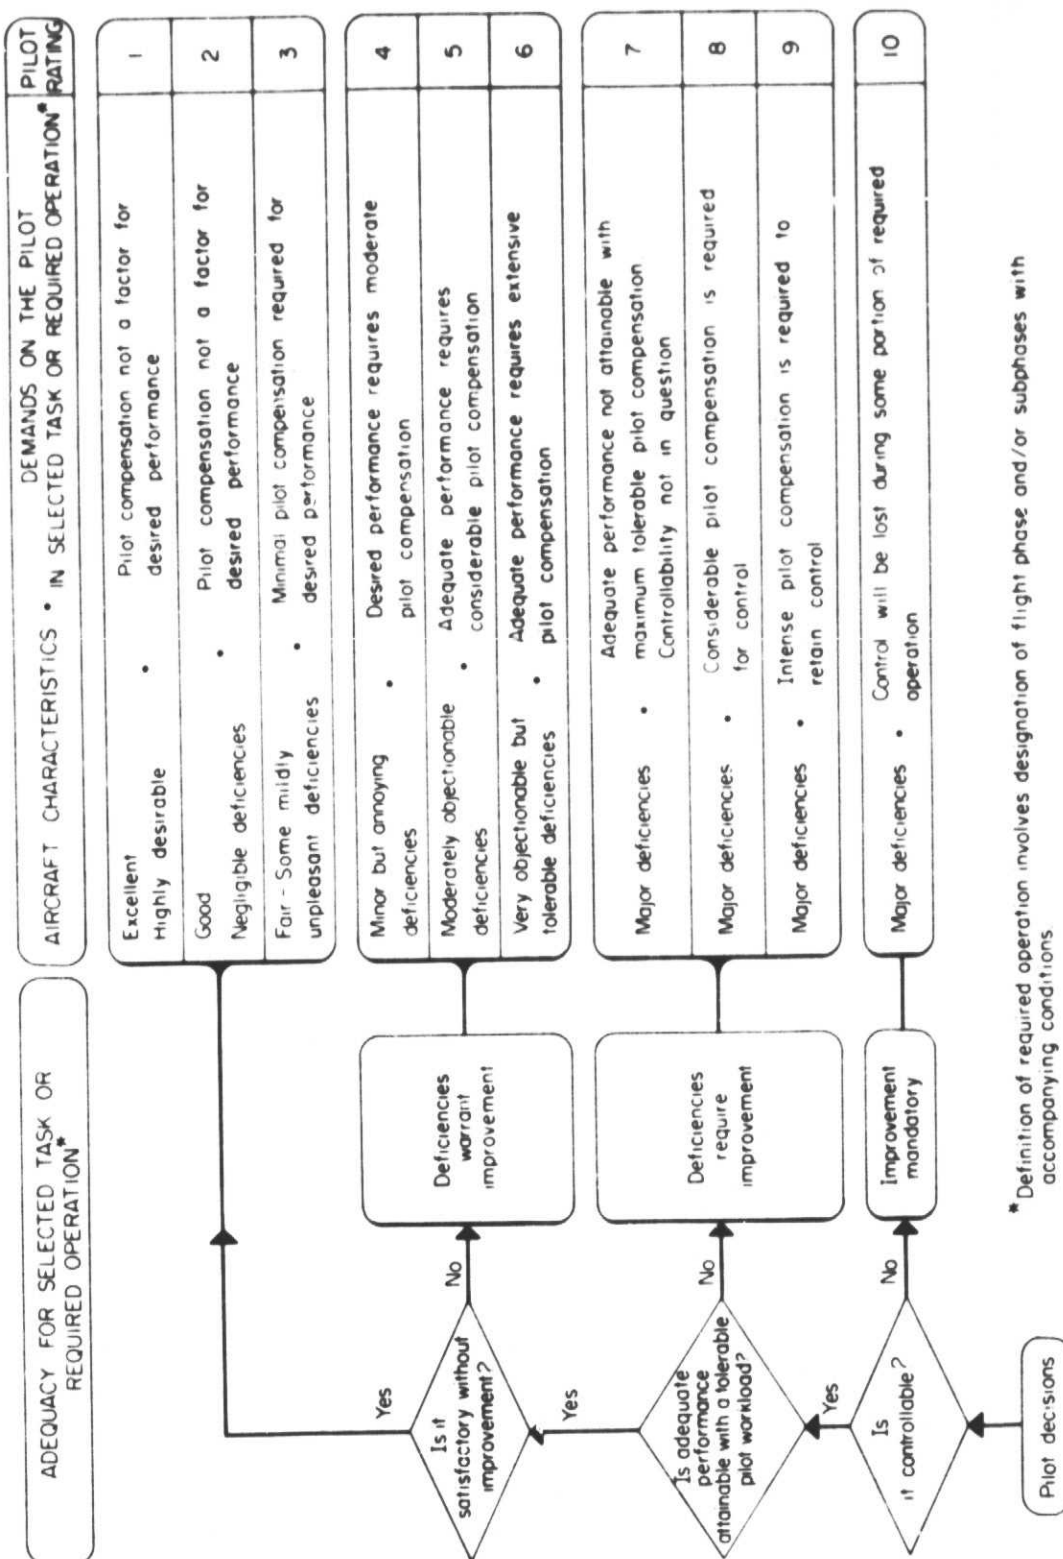 ADEQUACY FOR SELECTED TASK OR
REQUIRED OPERATION*
AIRCRAFT CHARACTERISTICS •
DEMANDS ON THE PILOT
IN SELECTED TASK OR REQUIRED OPERATION*
PILOT
RATING
Excellent
Highly desirable
•
Pilot compensation not a factor for
desired performance
1
Good
Negligible deficiencies
•
Pilot compensation not a factor for
desired performance
2
Fair - Some mildly
unpleasant deficiencies
•
Minimal pilot compensation required for
desired performance
3
Yes
Is it
satisfactory without
improvement?
No
Deficiencies
warrant
improvement
Minor but annoying
deficiencies
•
Desired performance requires moderate
pilot compensation
4
Moderately objectionable
deficiencies
•
Adequate performance requires
considerable pilot compensation
5
Very objectionable but
tolerable deficiencies
•
Adequate performance requires extensive
pilot compensation
6
Yes
Is adequate
performance
attainable with a tolerable
pilot workload?
No
Deficiencies
require
improvement
Major deficiencies
•
Adequate performance not attainable with
maximum tolerable pilot compensation
Controllability not in question
7
Major deficiencies
•
Considerable pilot compensation is required
for control
8
Major deficiencies
•
Intense pilot compensation is required to
retain control
9
Yes
Is
it controllable?
No
Improvement
mandatory
Major deficiencies
•
Control will be lost during some portion of required
operation
10
Pilot decisions
*Definition of required operation involves designation of flight phase and/or subphases with
accompanying conditions